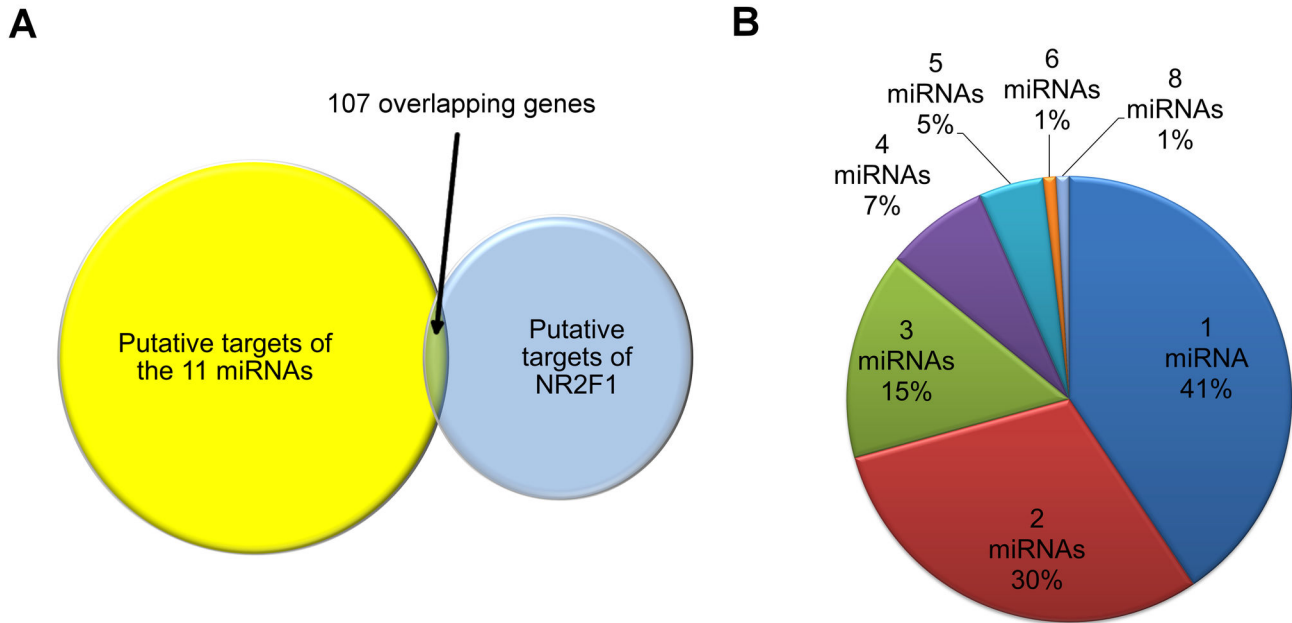 A
107 overlapping genes
Putative targets of
the 11 miRNAs
Putative
targets of
NR2F1
B
5
miRNAs
5%
6
miRNAs
1%
8
miRNAs
1%
4
miRNAs
7%
3
miRNAs
15%
1
miRNA
41%
2
miRNAs
30%